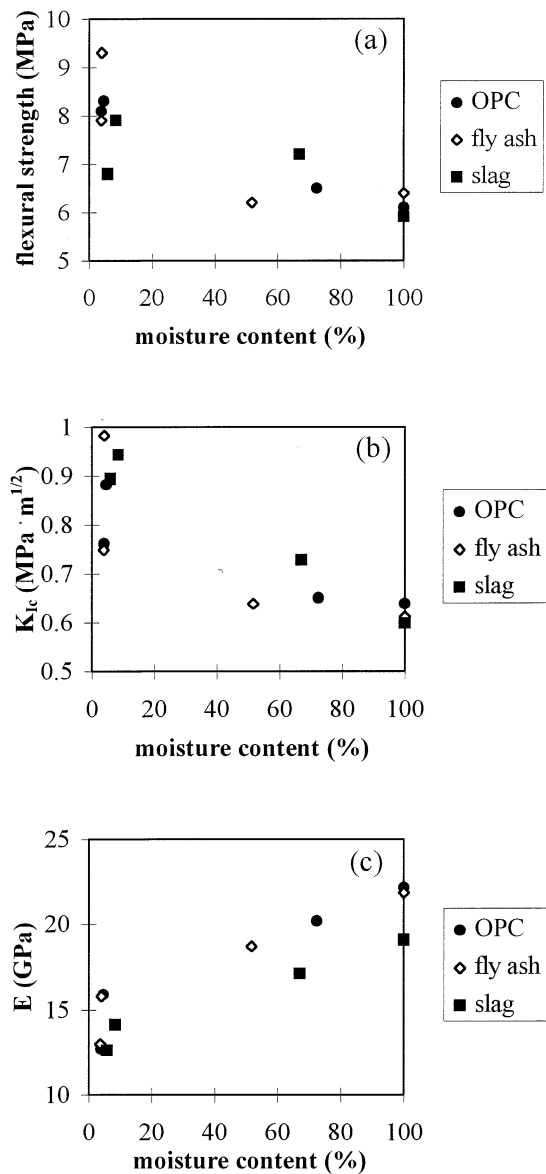 (a)
flexural strength (MPa)
10
9
8
7
6
5
0 20 40 60 80 100
moisture content (%)
OPC
fly ash
slag
(b)
K_Ic (MPa · m^1/2)
1
0.9
0.8
0.7
0.6
0.5
0 20 40 60 80 100
moisture content (%)
OPC
fly ash
slag
(c)
E (GPa)
25
20
15
10
0 20 40 60 80 100
moisture content (%)
OPC
fly ash
slag